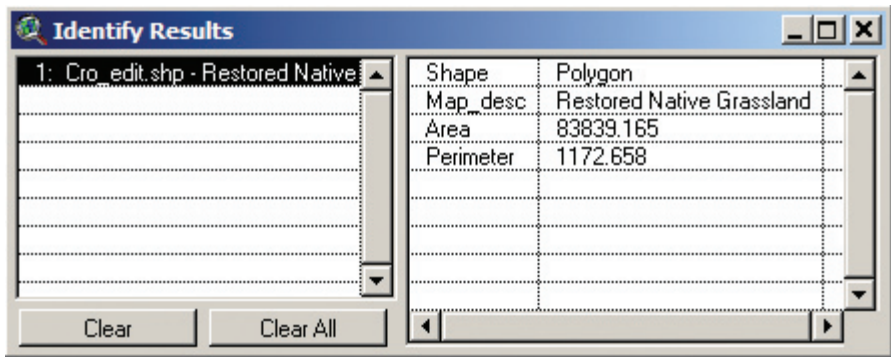 Identify Results
1: Cro_edit.shp - Restored Native
Shape Polygon
Map_desc Restored Native Grassland
Area 83839.165
Perimeter 1172.658
Clear Clear All